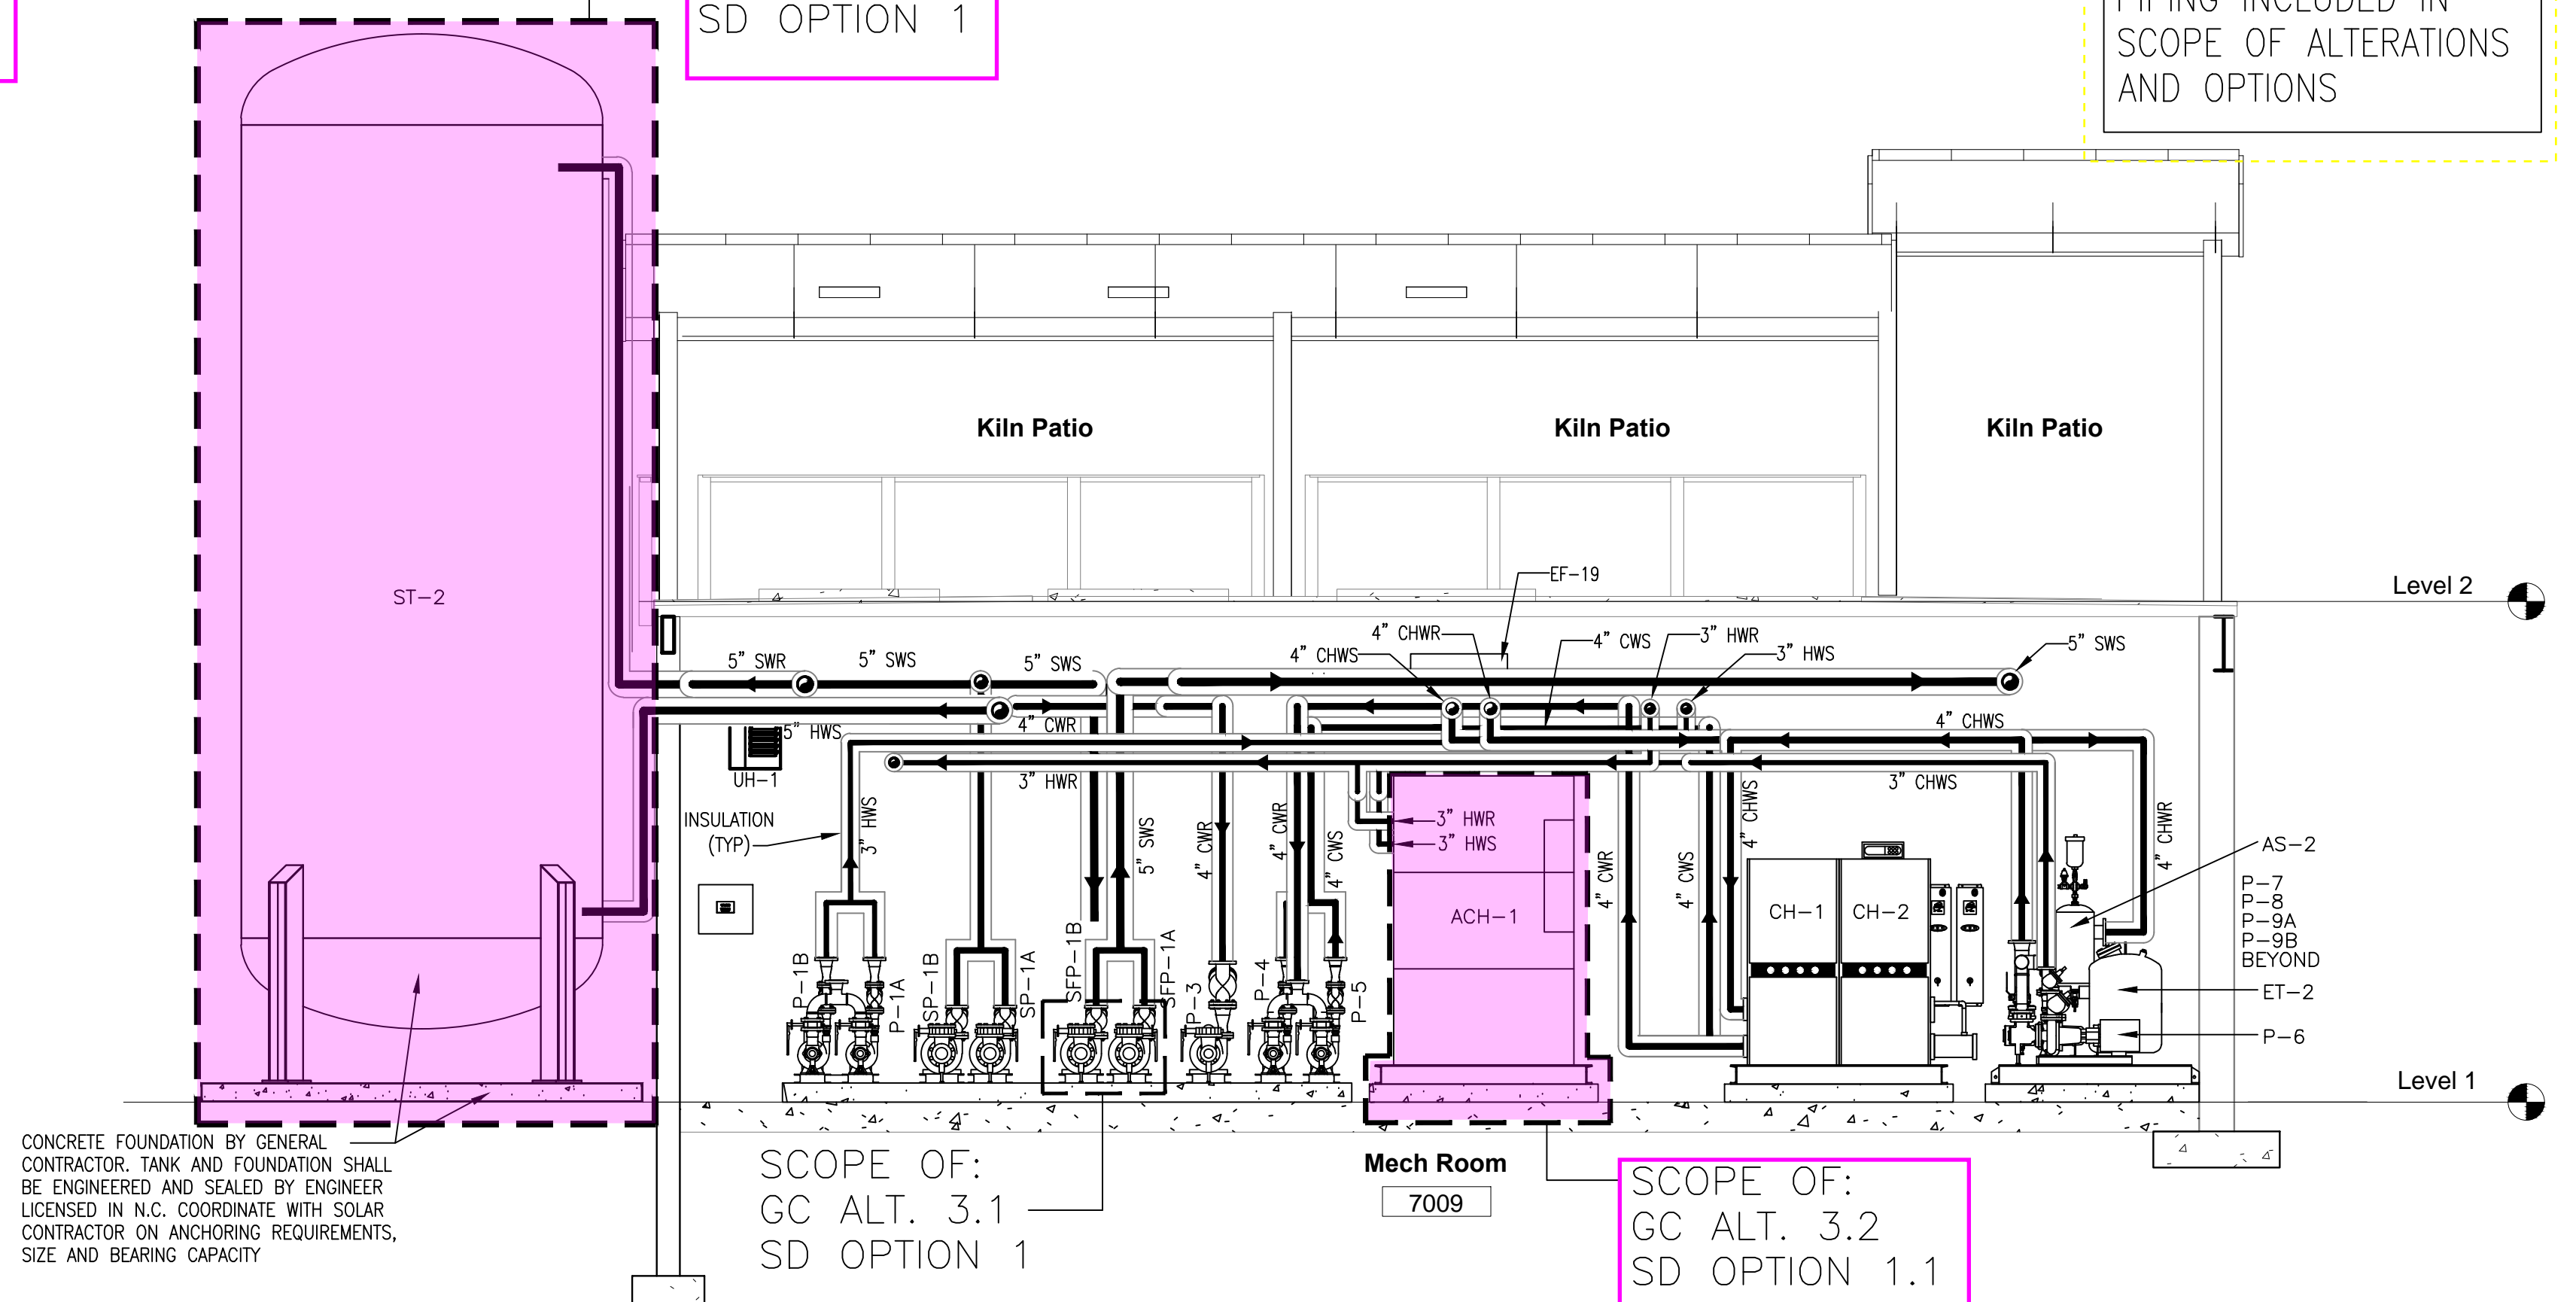 SD OPTION 1
PIPING INCLUDED IN
SCOPE OF ALTERATIONS
AND OPTIONS
Kiln Patio
Kiln Patio
Kiln Patio
ST-2
EF-19
Level 2
5" SWR
5" SWS
5" SWS
4" CHWS
4" CHWR
4" CWS
3" HWR
3" HWS
5" SWS
5" HWS
4" CWR
4" CHWS
UH-1
3" HWR
3" CHWS
INSULATION
(TYP)
3" HWS
5" SWS
4" CWR
4" CWR
4" CWS
3" HWR
3" HWS
4" CWR
4" CWS
4" CHWS
4" CHWR
ACH-1
CH-1
CH-2
AS-2
P-7
P-8
P-9A
P-9B
BEYOND
ET-2
P-6
P-1B
P-1A
SP-1B
SP-1A
SFP-1B
SFP-1A
P-3
P-4
P-5
Level 1
CONCRETE FOUNDATION BY GENERAL
CONTRACTOR. TANK AND FOUNDATION SHALL
BE ENGINEERED AND SEALED BY ENGINEER
LICENSED IN N.C. COORDINATE WITH SOLAR
CONTRACTOR ON ANCHORING REQUIREMENTS,
SIZE AND BEARING CAPACITY
SCOPE OF:
GC ALT. 3.1
SD OPTION 1
Mech Room
7009
SCOPE OF:
GC ALT. 3.2
SD OPTION 1.1